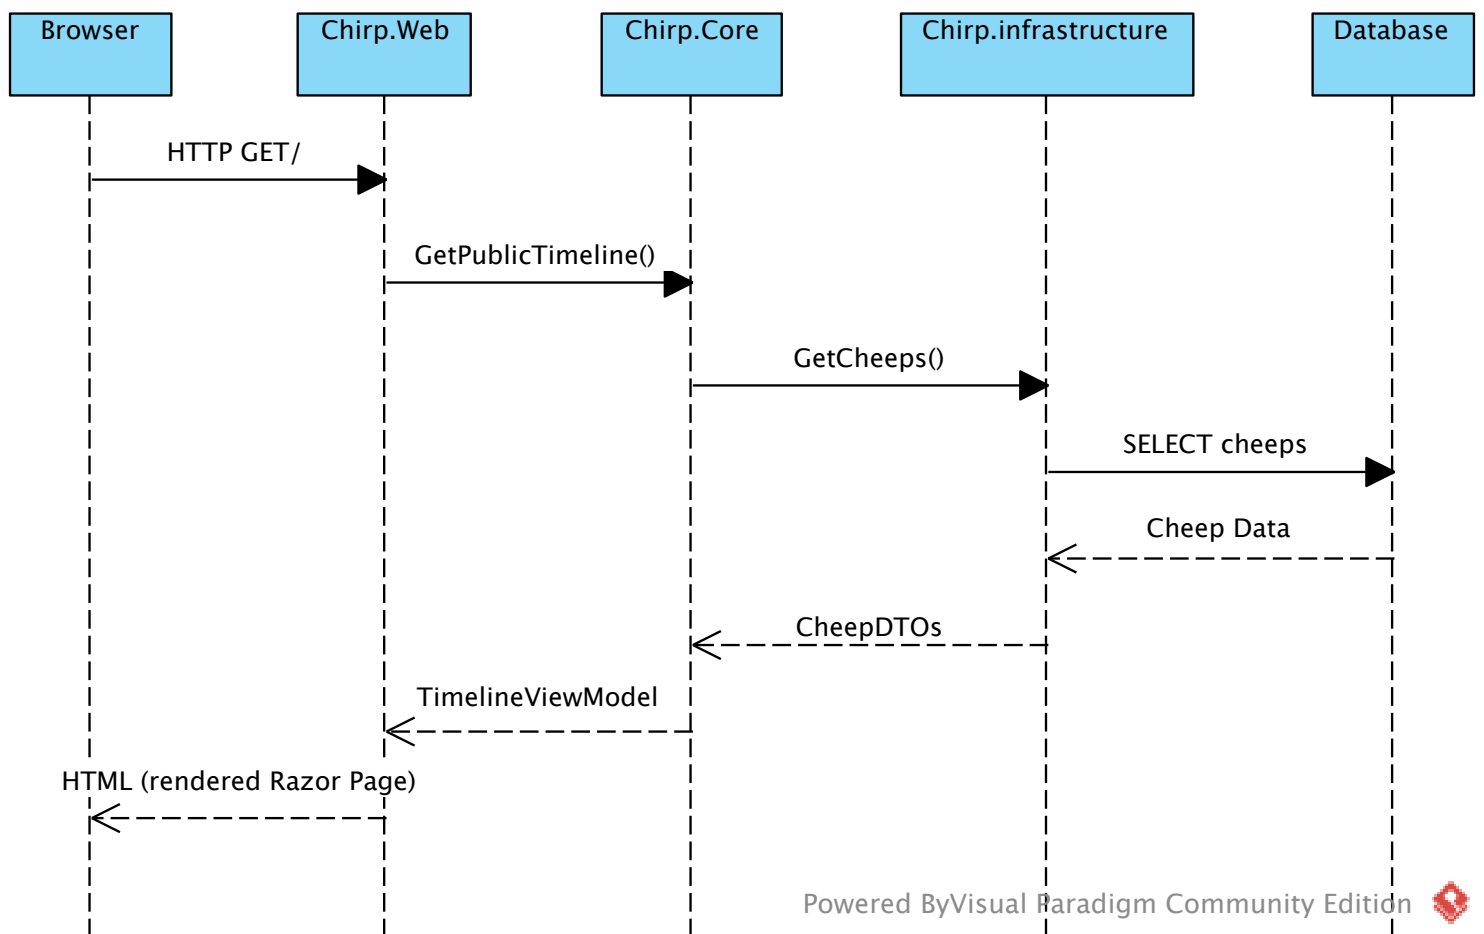 Browser
Chirp.Web
Chirp.Core
Chirp.infrastructure
Database
HTTP GET/
GetPublicTimeline()
GetCheeps()
SELECT cheeps
Cheep Data
CheepDTOs
TimelineViewModel
HTML (rendered Razor Page)
Powered ByVisual Paradigm Community Edition